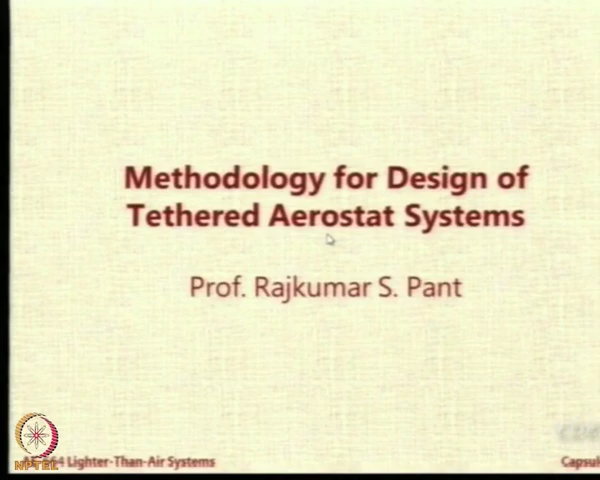 Methodology for Design of
Tethered Aerostat Systems
Prof. Rajkumar S. Pant
Lighter-Than-Air Systems
NPTEL